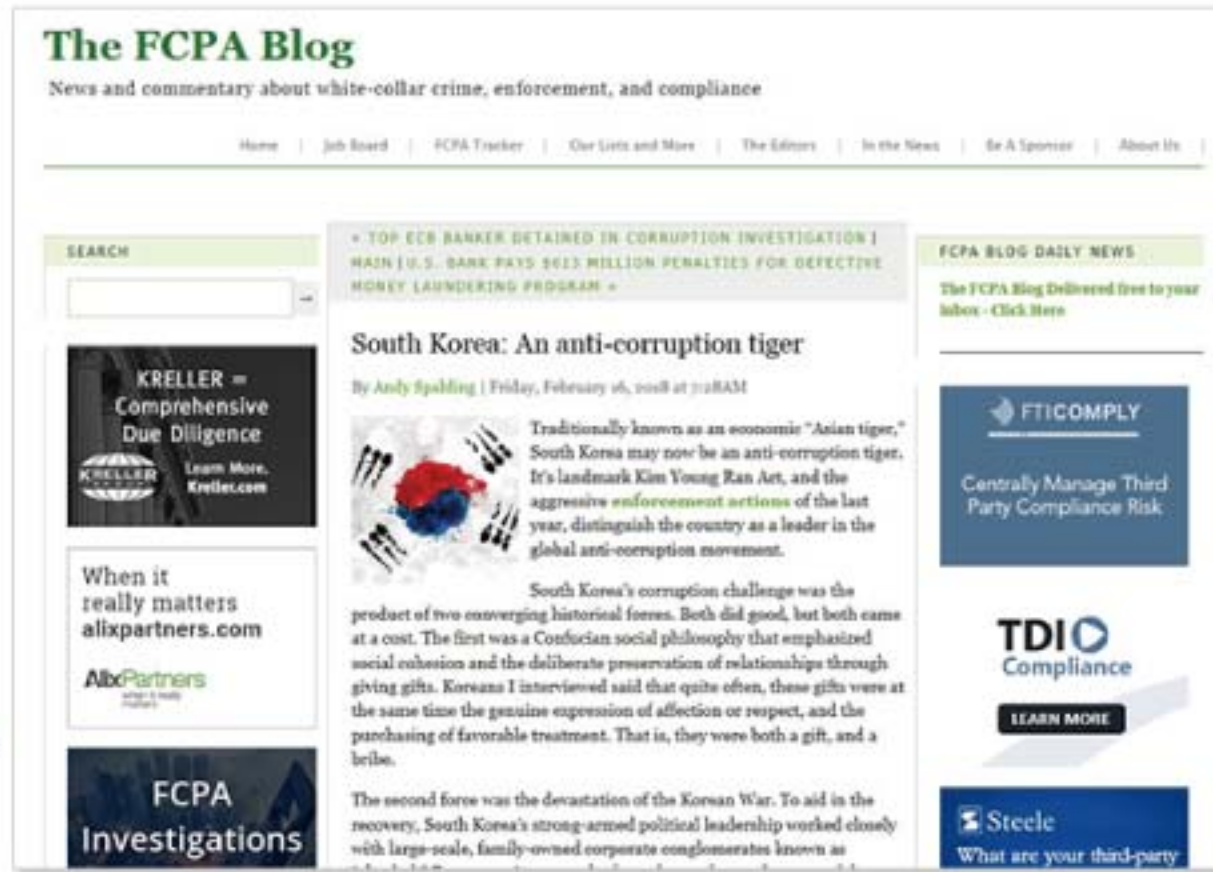 The FCPA Blog
News and commentary about white-collar crime, enforcement, and compliance
Home | Job Board | FCPA Tracker | Our Lists and More | The Editors | In the News | Be A Sponsor | About Us |
SEARCH
→
KRELLER =
Comprehensive
Due Diligence
KRELLER
Learn More.
Kreller.com
When it
really matters
alixpartners.com
AlixPartners
when it really
matters
FCPA
Investigations
« TOP ECB BANKER DETAINED IN CORRUPTION INVESTIGATION |
MAIN | U.S. BANK PAYS $613 MILLION PENALTIES FOR DEFECTIVE
MONEY LAUNDERING PROGRAM »
South Korea: An anti-corruption tiger
By Andy Spalding | Friday, February 16, 2018 at 7:28AM
Traditionally known as an economic "Asian tiger,"
South Korea may now be an anti-corruption tiger.
It's landmark Kim Young Ran Act, and the
aggressive enforcement actions of the last
year, distinguish the country as a leader in the
global anti-corruption movement.
South Korea's corruption challenge was the
product of two converging historical forces. Both did good, but both came
at a cost. The first was a Confucian social philosophy that emphasized
social cohesion and the deliberate preservation of relationships through
giving gifts. Koreans I interviewed said that quite often, these gifts were at
the same time the genuine expression of affection or respect, and the
purchasing of favorable treatment. That is, they were both a gift, and a
bribe.
The second force was the devastation of the Korean War. To aid in the
recovery, South Korea's strong-armed political leadership worked closely
with large-scale, family-owned corporate conglomerates known as
FCPA BLOG DAILY NEWS
The FCPA Blog Delivered free to your
inbox - Click Here
FTI COMPLY
Centrally Manage Third
Party Compliance Risk
TDI
Compliance
LEARN MORE
Steele
What are your third-party